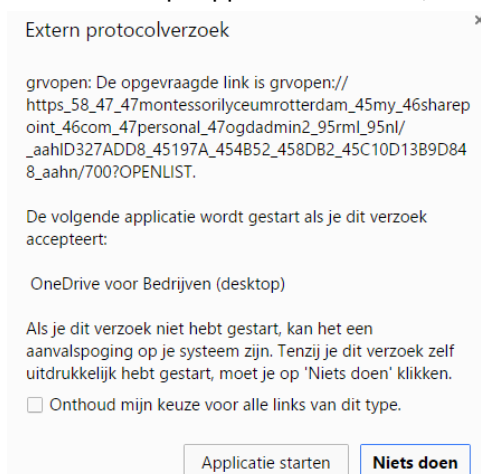 Extern protocolverzoek
grvopen: De opgevraagde link is grvopen://
https_58_47_47montessorilyceumrotterdam_45my_46sharep
oint_46com_47personal_47ogdadmin2_95rml_95nl/
_aahID327ADD8_45197A_454B52_458DB2_45C10D13B9D84
8_aahn/700?OPENLIST.
De volgende applicatie wordt gestart als je dit verzoek
accepteert:
OneDrive voor Bedrijven (desktop)
Als je dit verzoek niet hebt gestart, kan het een
aanvalspoging op je systeem zijn. Tenzij je dit verzoek zelf
uitdrukkelijk hebt gestart, moet je op 'Niets doen' klikken.
Onthoud mijn keuze voor alle links van dit type.
Applicatie starten Niets doen